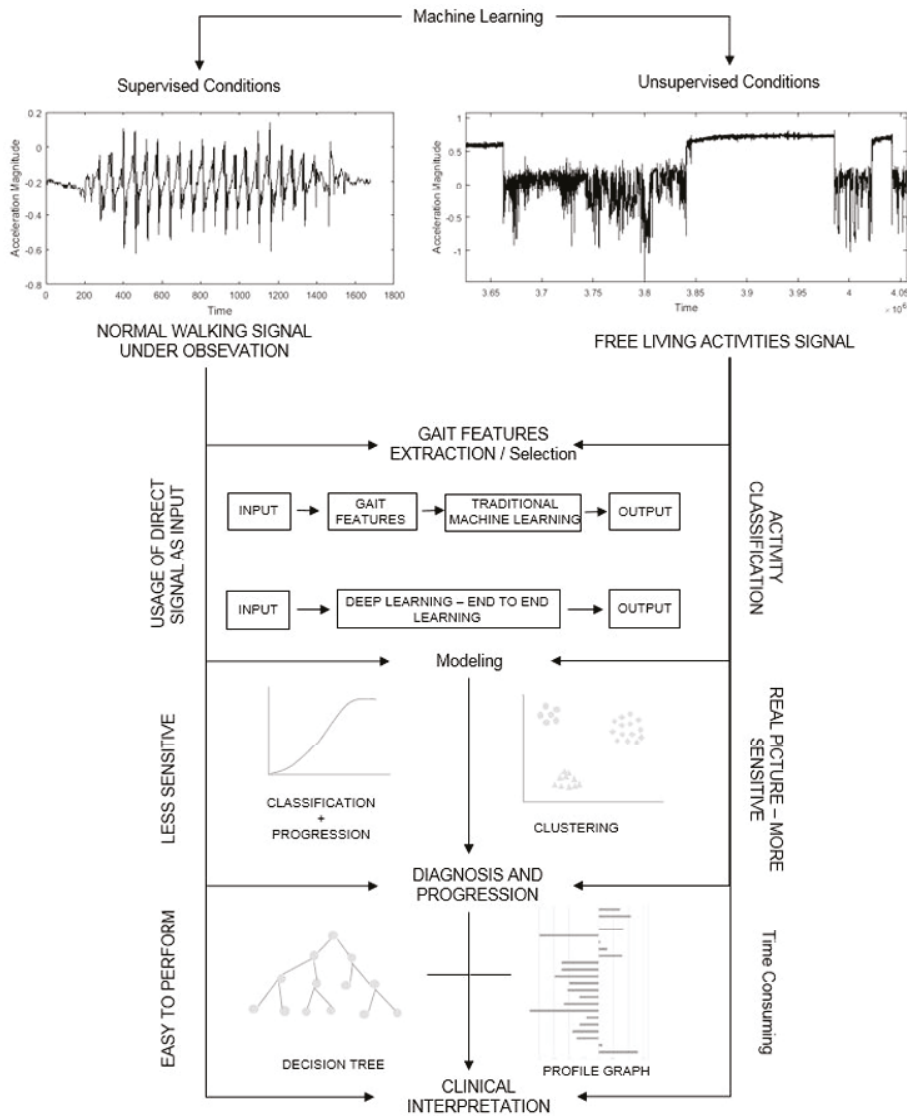 Machine Learning
Supervised Conditions
Unsupervised Conditions
0.2
0
-0.2
-0.4
-0.6
-0.8
Acceleration Magnitude
0 200 400 600 800 1000 1200 1400 1600 1800
Time
1
0.5
0
-0.5
-1
Acceleration Magnitude
3.65 3.7 3.75 3.8 3.85 3.9 3.95 4 4.05
Time
× 10⁶
NORMAL WALKING SIGNAL
UNDER OBSEVATION
FREE LIVING ACTIVITIES SIGNAL
GAIT FEATURES
EXTRACTION / Selection
USAGE OF DIRECT
SIGNAL AS INPUT
ACTIVITY
CLASSIFICATION
INPUT
GAIT
FEATURES
TRADITIONAL
MACHINE LEARNING
OUTPUT
INPUT
DEEP LEARNING – END TO END
LEARNING
OUTPUT
Modeling
LESS SENSITIVE
REAL PICTURE – MORE
SENSITIVE
CLASSIFICATION
+
PROGRESSION
CLUSTERING
DIAGNOSIS AND
PROGRESSION
EASY TO PERFORM
Time Consuming
DECISION TREE
PROFILE GRAPH
CLINICAL
INTERPRETATION